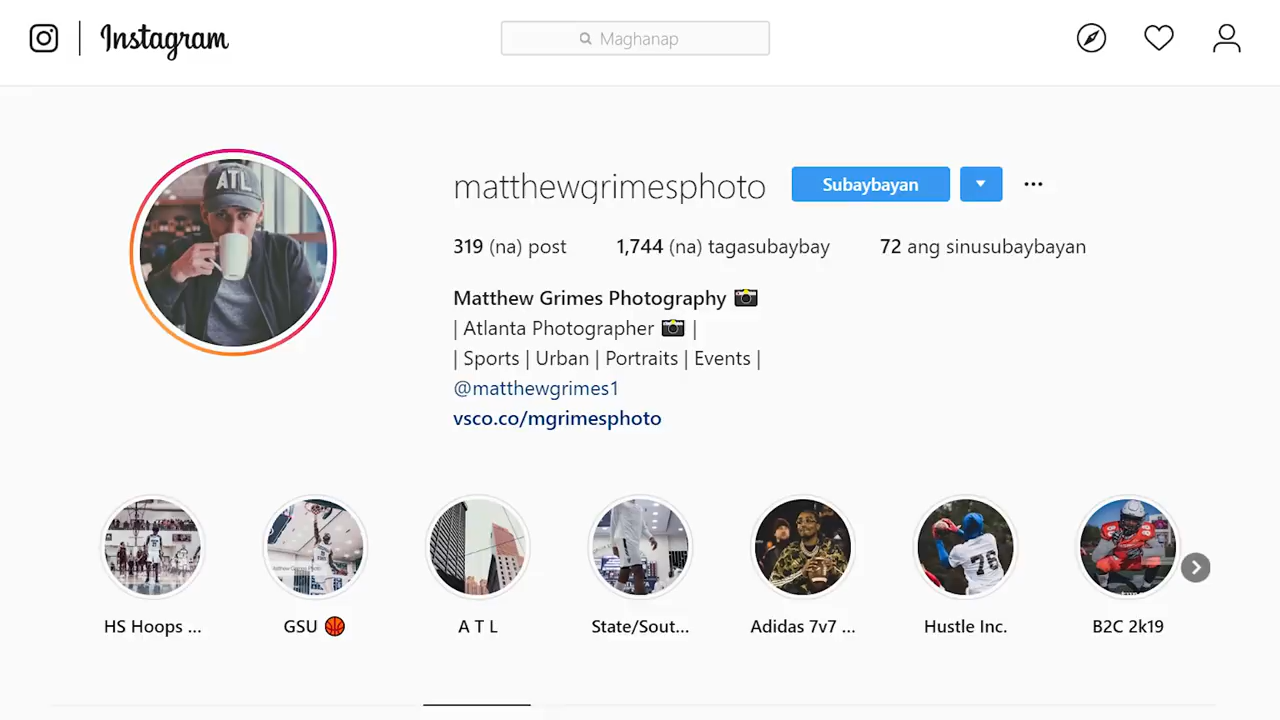 Instagram
Maghanap
ATL
matthewgrimesphoto
Subaybayan
319 (na) post 1,744 (na) tagasubaybay 72 ang sinusubaybayan
Matthew Grimes Photography 📷
| Atlanta Photographer 📷 |
| Sports | Urban | Portraits | Events |
@matthewgrimes1
vsco.co/mgrimesphoto
76
HS Hoops ... GSU 🏀 A T L State/Sout... Adidas 7v7 ... Hustle Inc. B2C 2k19